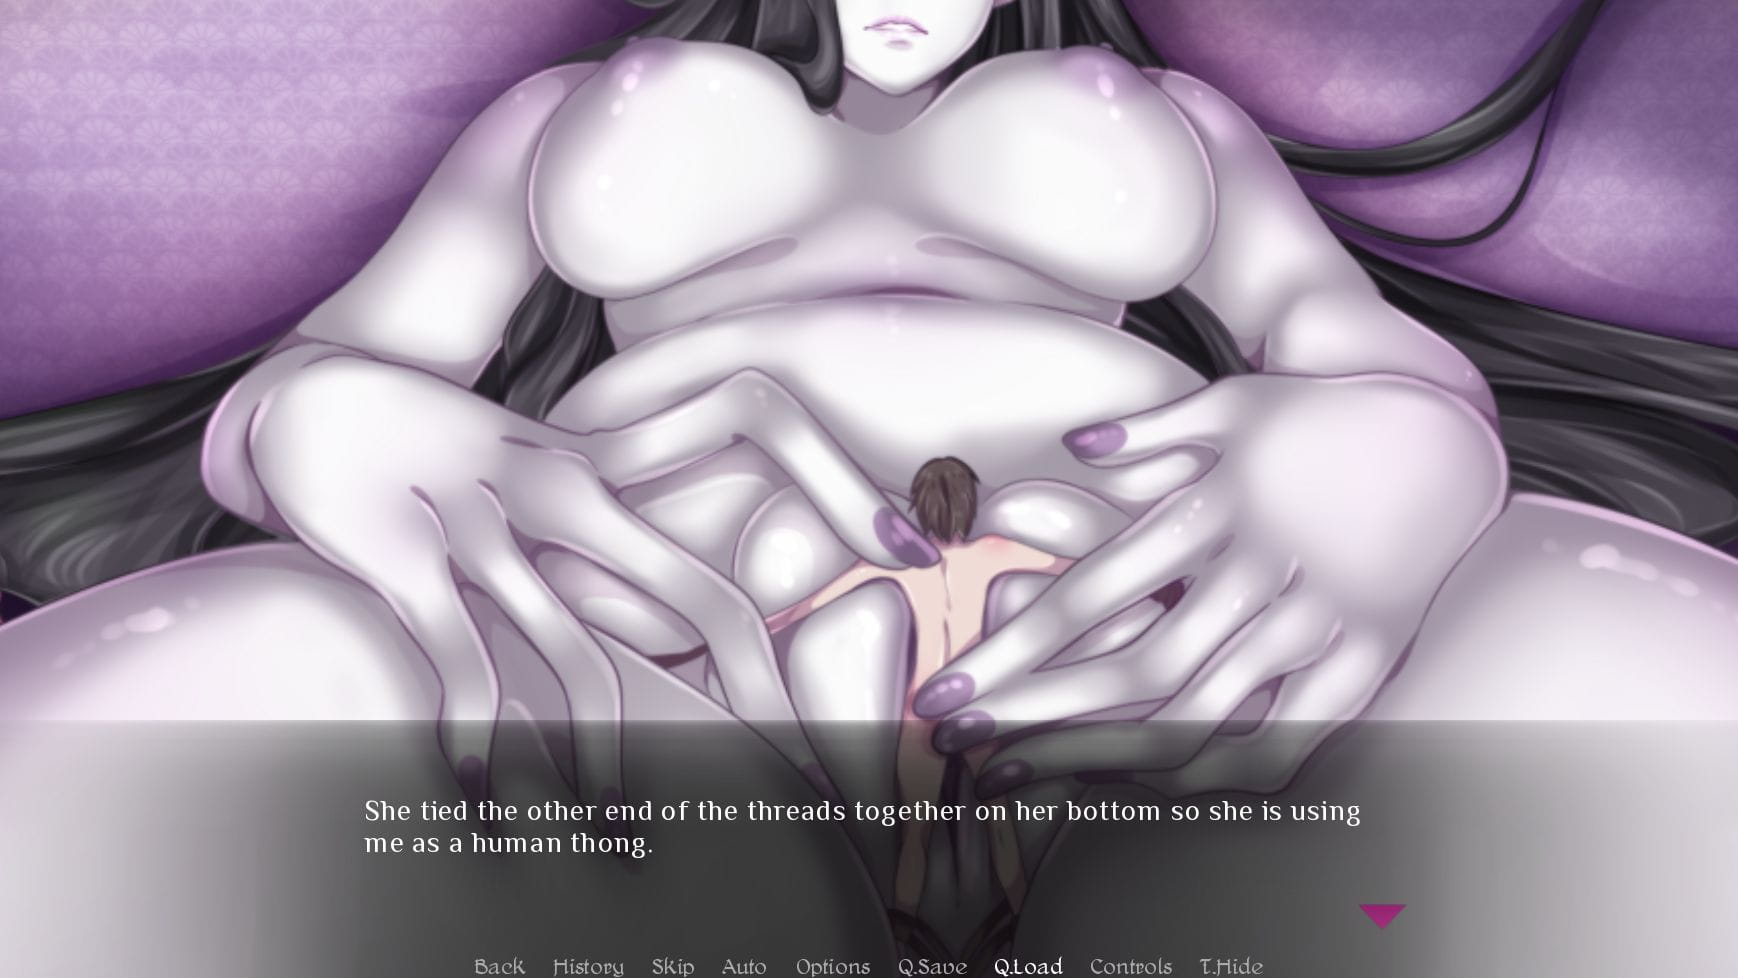 She tied the other end of the threads together on her bottom so she is using
me as a human thong.
Back History Skip Auto Options Q.Save Q.Load Controls T.Hide